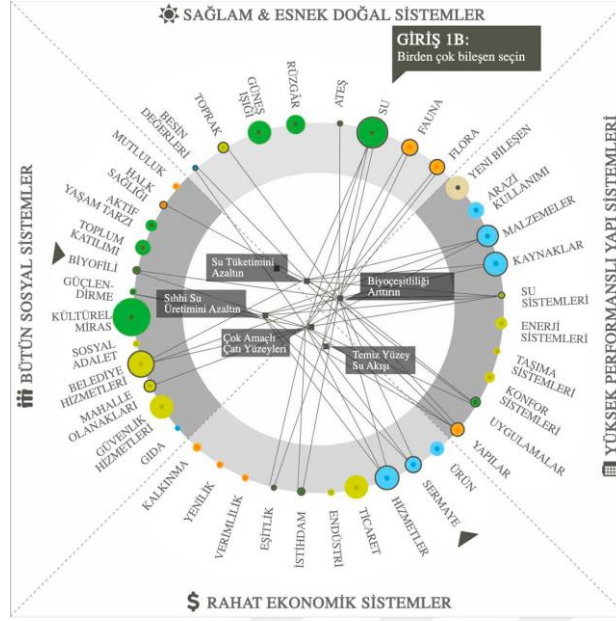 SAĞLAM & ESNEK DOĞAL SİSTEMLER
GİRİŞ 1B:
Birden çok bileşen seçin
ATEŞ
SU
FAUNA
FLORA
YENİ BİLEŞEN
ARAZİ
KULLANIMI
MALZEMELER
KAYNAKLAR
SU
SİSTEMLERİ
ENERJİ
SİSTEMLERİ
TAŞIMA
SİSTEMLERİ
KONFOR
SİSTEMLERİ
UYGULAMALAR
YAPILAR
ÜRÜN
SERMAYE
HİZMETLER
TİCARET
ENDÜSTRİ
İSTİHDAM
EŞİTLİK
VERİMLİLİK
YENİLİK
KALKINMA
GIDA
GÜVENLİK
HİZMETLERİ
MAHALLE
OLANAKLARI
BELEDİYE
HİZMETLERİ
SOSYAL
ADALET
KÜLTÜREL
MİRAS
GÜÇLEN-
DİRME
BİYOFİLİ
TOPLUM
KATILIMI
AKTİF
YAŞAM TARZI
HALK
SAĞLIĞI
MUTLULUK
BESİN
DEĞERLERİ
TOPRAK
GÜNEŞ
IŞIĞI
RÜZGÂR
Su Tüketimini
Azaltın
Biyoçeşitliliği
Arttırın
Sıhhi Su
Üretimini Azaltın
Çok Amaçlı
Çatı Yüzeyleri
Temiz Yüzey
Su Akışı
BÜTÜN SOSYAL SİSTEMLER
YÜKSEK PERFORMANSLI YAPI SİSTEMLERİ
$ RAHAT EKONOMİK SİSTEMLER